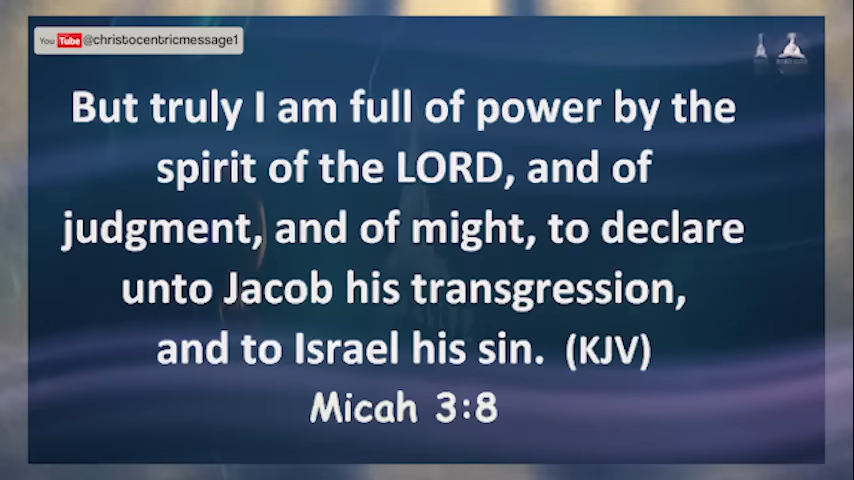 You Tube @christocentricmessage1
But truly I am full of power by the
spirit of the LORD, and of
judgment, and of might, to declare
unto Jacob his transgression,
and to Israel his sin. (KJV)
Micah 3:8